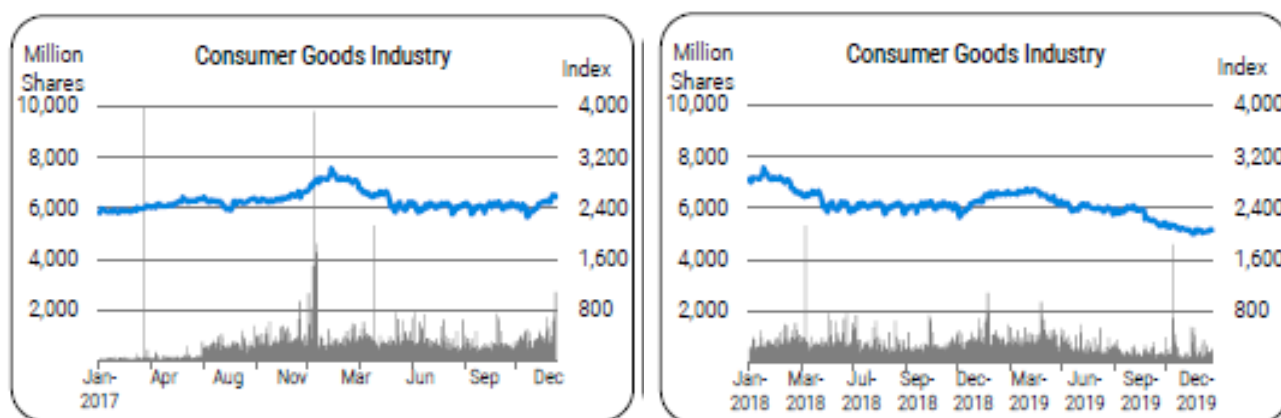 Million
Shares
Consumer Goods Industry
Index
10,000
4,000
8,000
3,200
6,000
2,400
4,000
1,600
2,000
800
Jan-
2017
Apr
Aug
Nov
Mar
Jun
Sep
Dec
Million
Shares
Consumer Goods Industry
Index
10,000
4,000
8,000
3,200
6,000
2,400
4,000
1,600
2,000
800
Jan-
2018
Mar-
2018
Jul-
2018
Sep-
2018
Dec-
2018
Mar-
2019
Jun-
2019
Sep-
2019
Dec-
2019